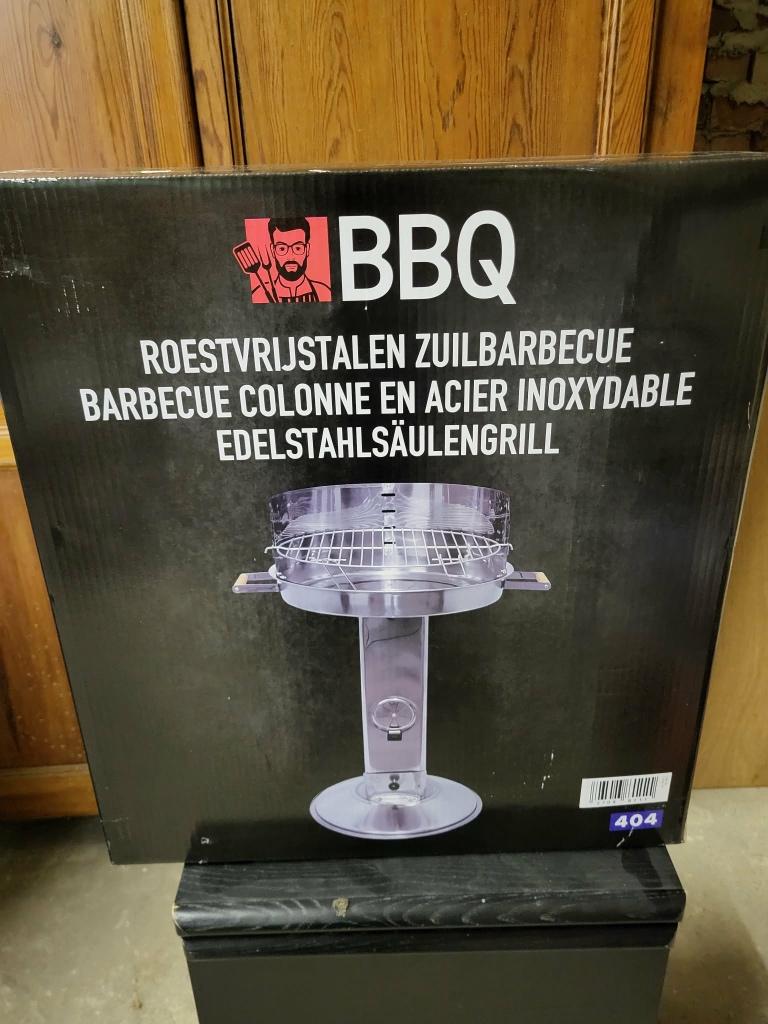 BBQ
ROESTVRIJSTALEN ZUILBARBECUE
BARBECUE COLONNE EN ACIER INOXYDABLE
EDELSTAHLSÄULENGRILL
404